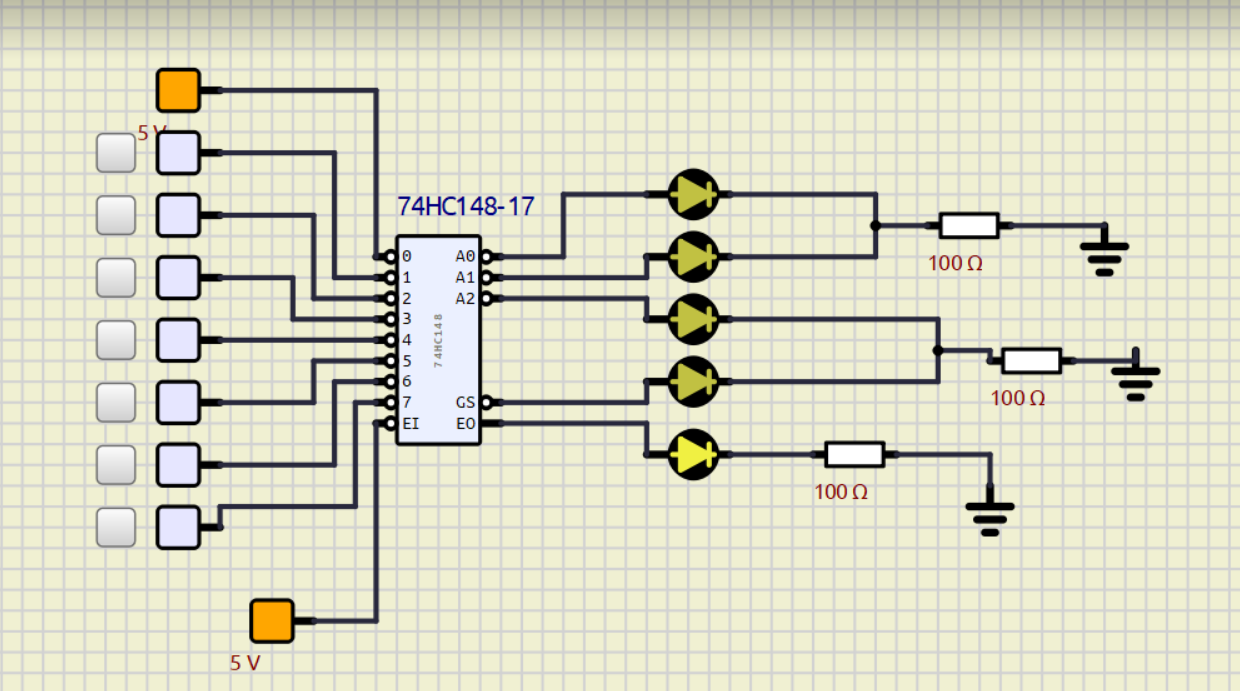 5 V
74HC148-17
0 A0
1 A1
2 A2
3
4
5
6
7 GS
EI EO
74HC148
100 Ω
100 Ω
100 Ω
5 V